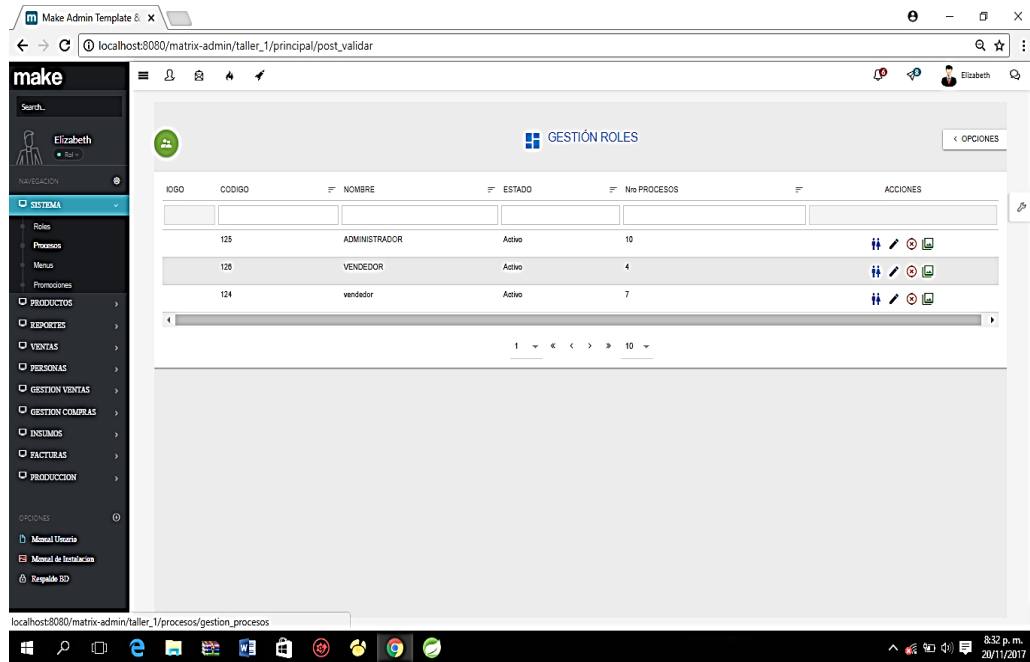 Make Admin Template &
localhost:8080/matrix-admin/taller_1/principal/post_validar
make
Elizabeth
Search..
Elizabeth
Rol
GESTIÓN ROLES
< OPCIONES
NAVEGACION
SISTEMA
Roles
Procesos
Menus
Promociones
PRODUCTOS
REPORTES
VENTAS
PERSONAS
GESTION VENTAS
GESTION COMPRAS
INSUMOS
FACTURAS
PRODUCCION
OPCIONES
Manual Usuario
Manual de Instalacion
Respaldo BD
lOGO CODIGO NOMBRE ESTADO Nro PROCESOS ACCIONES
125 ADMINISTRADOR Activo 10
126 VENDEDOR Activo 4
124 vendedor Activo 7
1 « < > » 10
localhost:8080/matrix-admin/taller_1/procesos/gestion_procesos
8:32 p. m.
20/11/2017